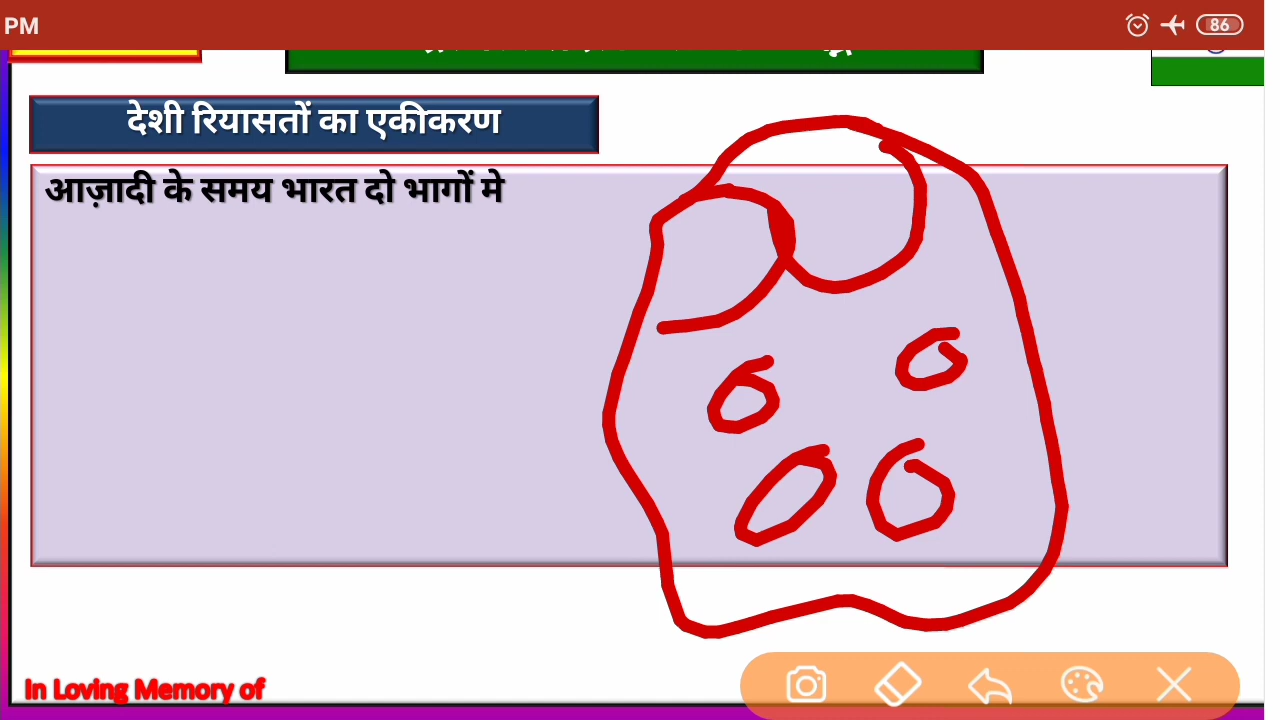 PM
86
देशी रियासतों का एकीकरण
आज़ादी के समय भारत दो भागों मे
In Loving Memory of